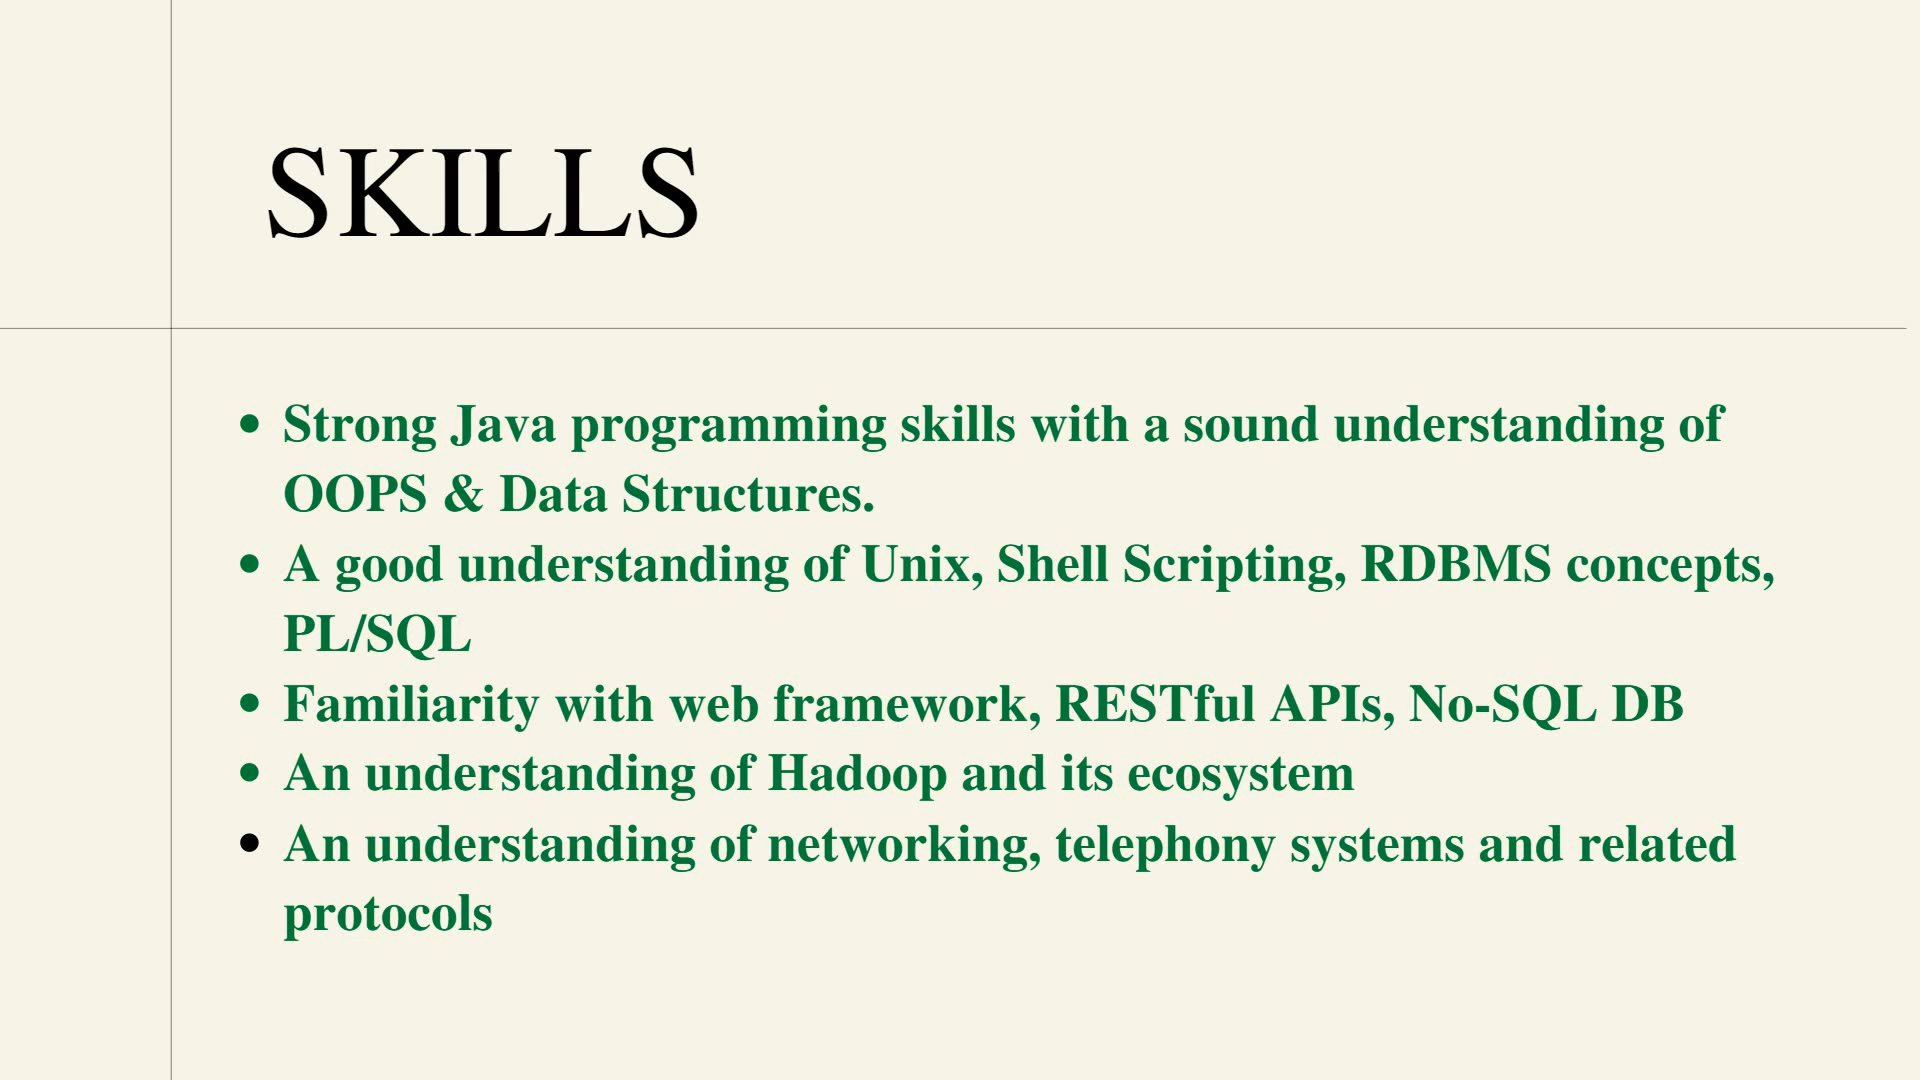 SKILLS
• Strong Java programming skills with a sound understanding of
OOPS & Data Structures.
• A good understanding of Unix, Shell Scripting, RDBMS concepts,
PL/SQL
• Familiarity with web framework, RESTful APIs, No-SQL DB
• An understanding of Hadoop and its ecosystem
• An understanding of networking, telephony systems and related
protocols